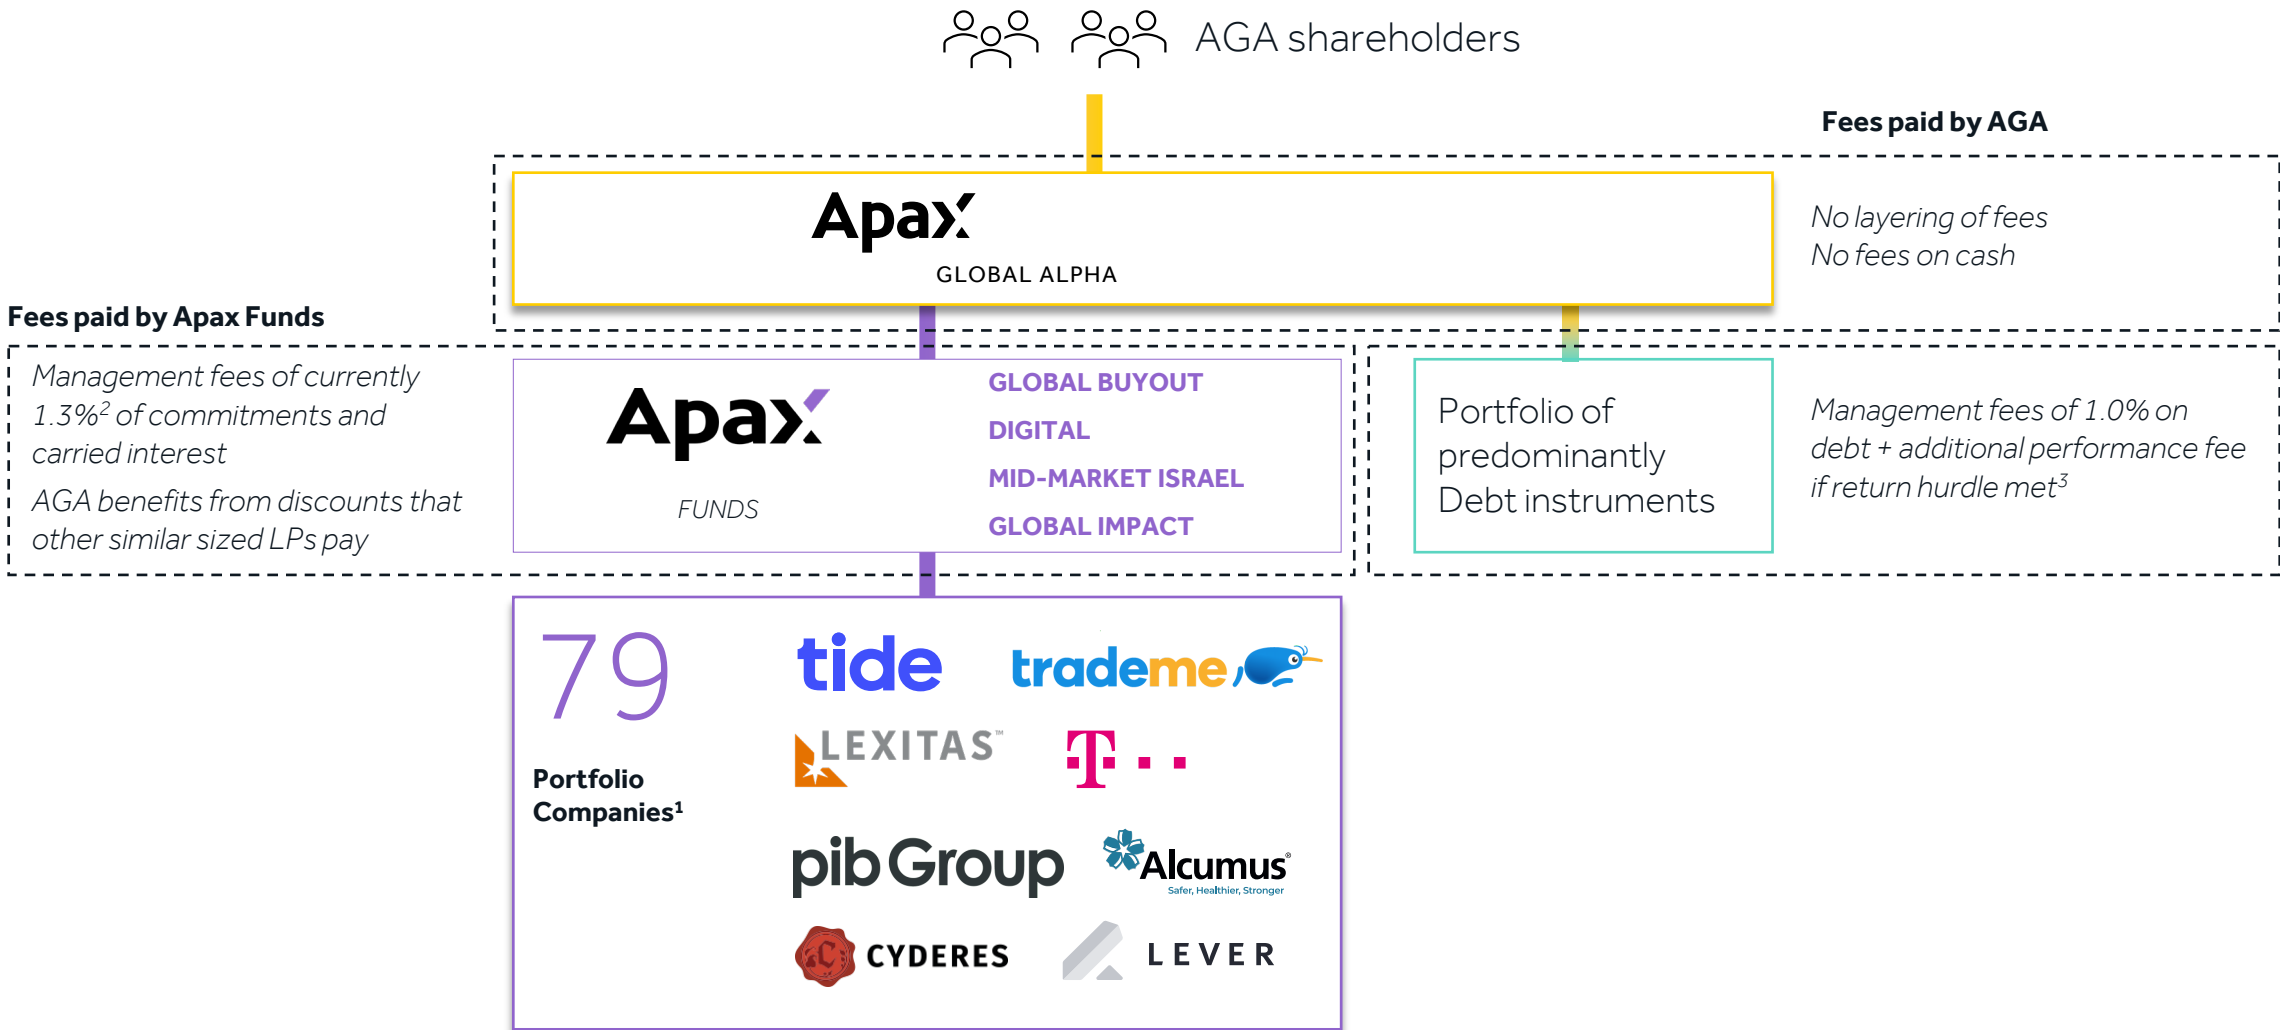 AGA shareholders
Fees paid by AGA
Apax
GLOBAL ALPHA
No layering of fees
No fees on cash
Fees paid by Apax Funds
Management fees of currently
1.3%² of commitments and
carried interest
AGA benefits from discounts that
other similar sized LPs pay
Apax
FUNDS
GLOBAL BUYOUT
DIGITAL
MID-MARKET ISRAEL
GLOBAL IMPACT
Portfolio of
predominantly
Debt instruments
Management fees of 1.0% on
debt + additional performance fee
if return hurdle met³
79
Portfolio
Companies¹
tide
trademe
LEXITAS™
T
pib Group
Alcumus®
Safer, Healthier, Stronger
C
CYDERES
LEVER